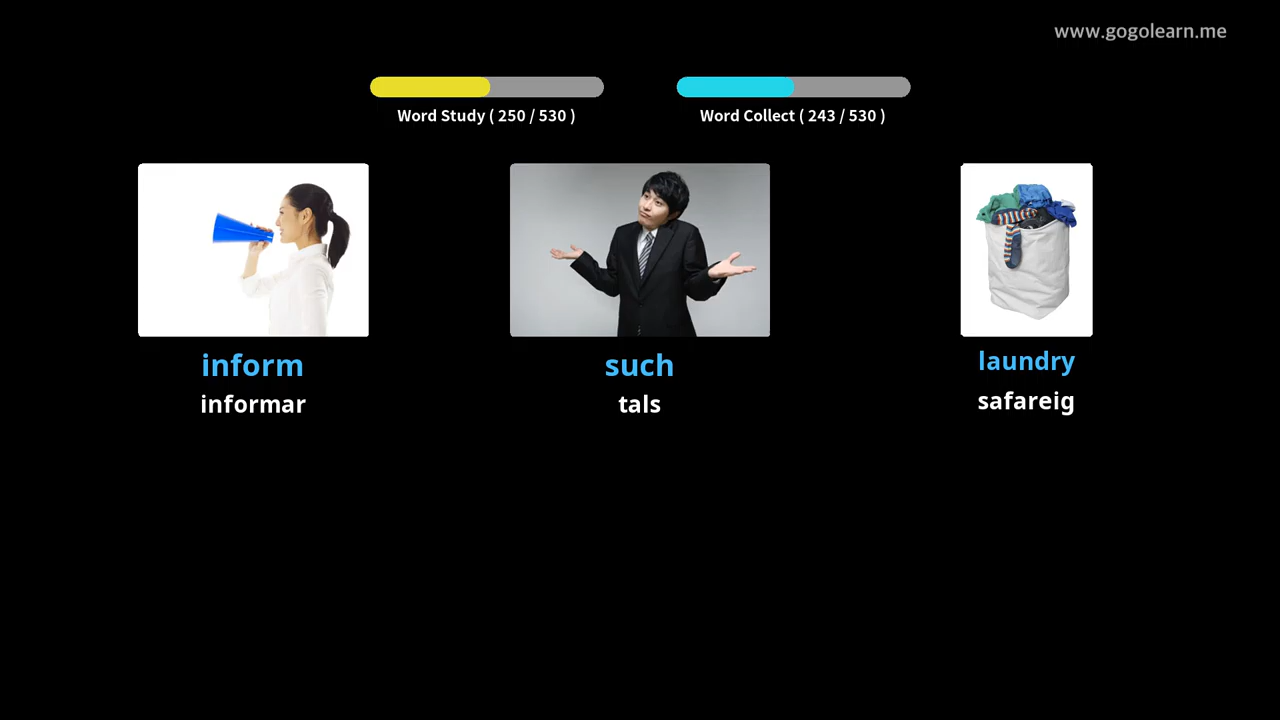 www.gogolearn.me
Word Study ( 250 / 530 )
Word Collect ( 243 / 530 )
inform
informar
such
tals
laundry
safareig